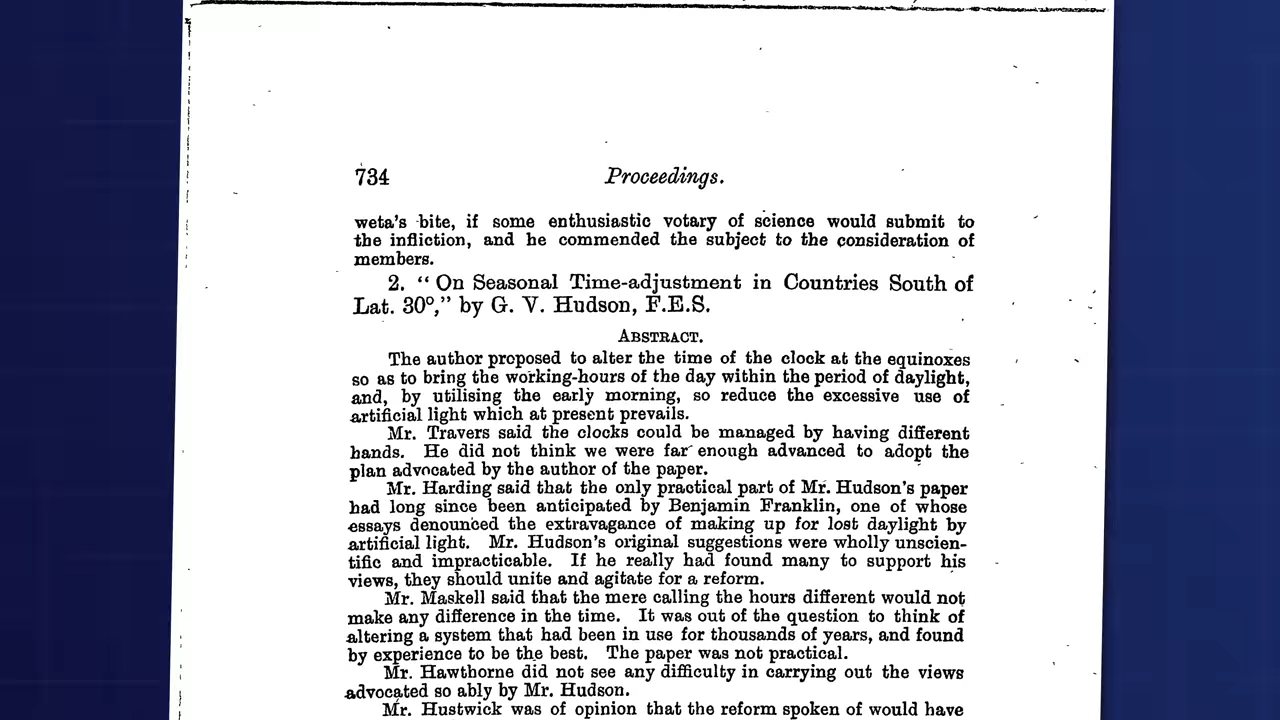 734 Proceedings.
weta's bite, if some enthusiastic votary of science would submit to
the infliction, and he commended the subject to the consideration of
members.
2. "On Seasonal Time-adjustment in Countries South of
Lat. 30°," by G. V. Hudson, F.E.S.
ABSTRACT.
The author proposed to alter the time of the clock at the equinoxes
so as to bring the working-hours of the day within the period of daylight,
and, by utilising the early morning, so reduce the excessive use of
artificial light which at present prevails.
Mr. Travers said the clocks could be managed by having different
hands. He did not think we were far enough advanced to adopt the
plan advocated by the author of the paper.
Mr. Harding said that the only practical part of Mr. Hudson's paper
had long since been anticipated by Benjamin Franklin, one of whose
essays denounced the extravagance of making up for lost daylight by
artificial light. Mr. Hudson's original suggestions were wholly unscien-
tific and impracticable. If he really had found many to support his
views, they should unite and agitate for a reform.
Mr. Maskell said that the mere calling the hours different would not
make any difference in the time. It was out of the question to think of
altering a system that had been in use for thousands of years, and found
by experience to be the best. The paper was not practical.
Mr. Hawthorne did not see any difficulty in carrying out the views
advocated so ably by Mr. Hudson.
Mr. Hustwick was of opinion that the reform spoken of would have